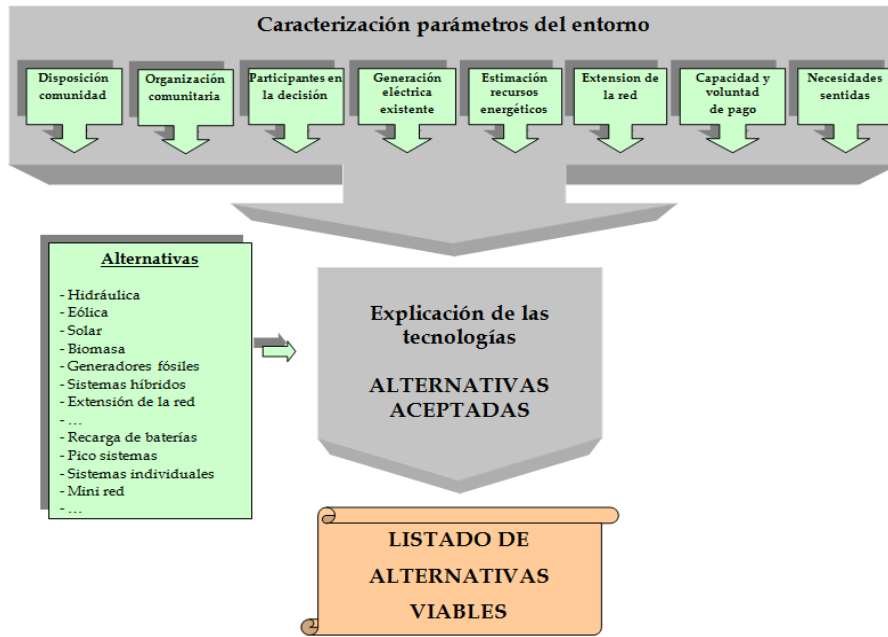 Caracterización parámetros del entorno
Disposición
comunidad
Organización
comunitaria
Participantes en
la decisión
Generación
eléctrica
existente
Estimación
recursos
energéticos
Extension de
la red
Capacidad y
voluntad
de pago
Necesidades
sentidas
Alternativas
- Hidráulica
- Eólica
- Solar
- Biomasa
- Generadores fósiles
- Sistemas híbridos
- Extensión de la red
- ...
- Recarga de baterías
- Pico sistemas
- Sistemas individuales
- Mini red
- ...
Explicación de las
tecnologías
ALTERNATIVAS
ACEPTADAS
LISTADO DE
ALTERNATIVAS
VIABLES